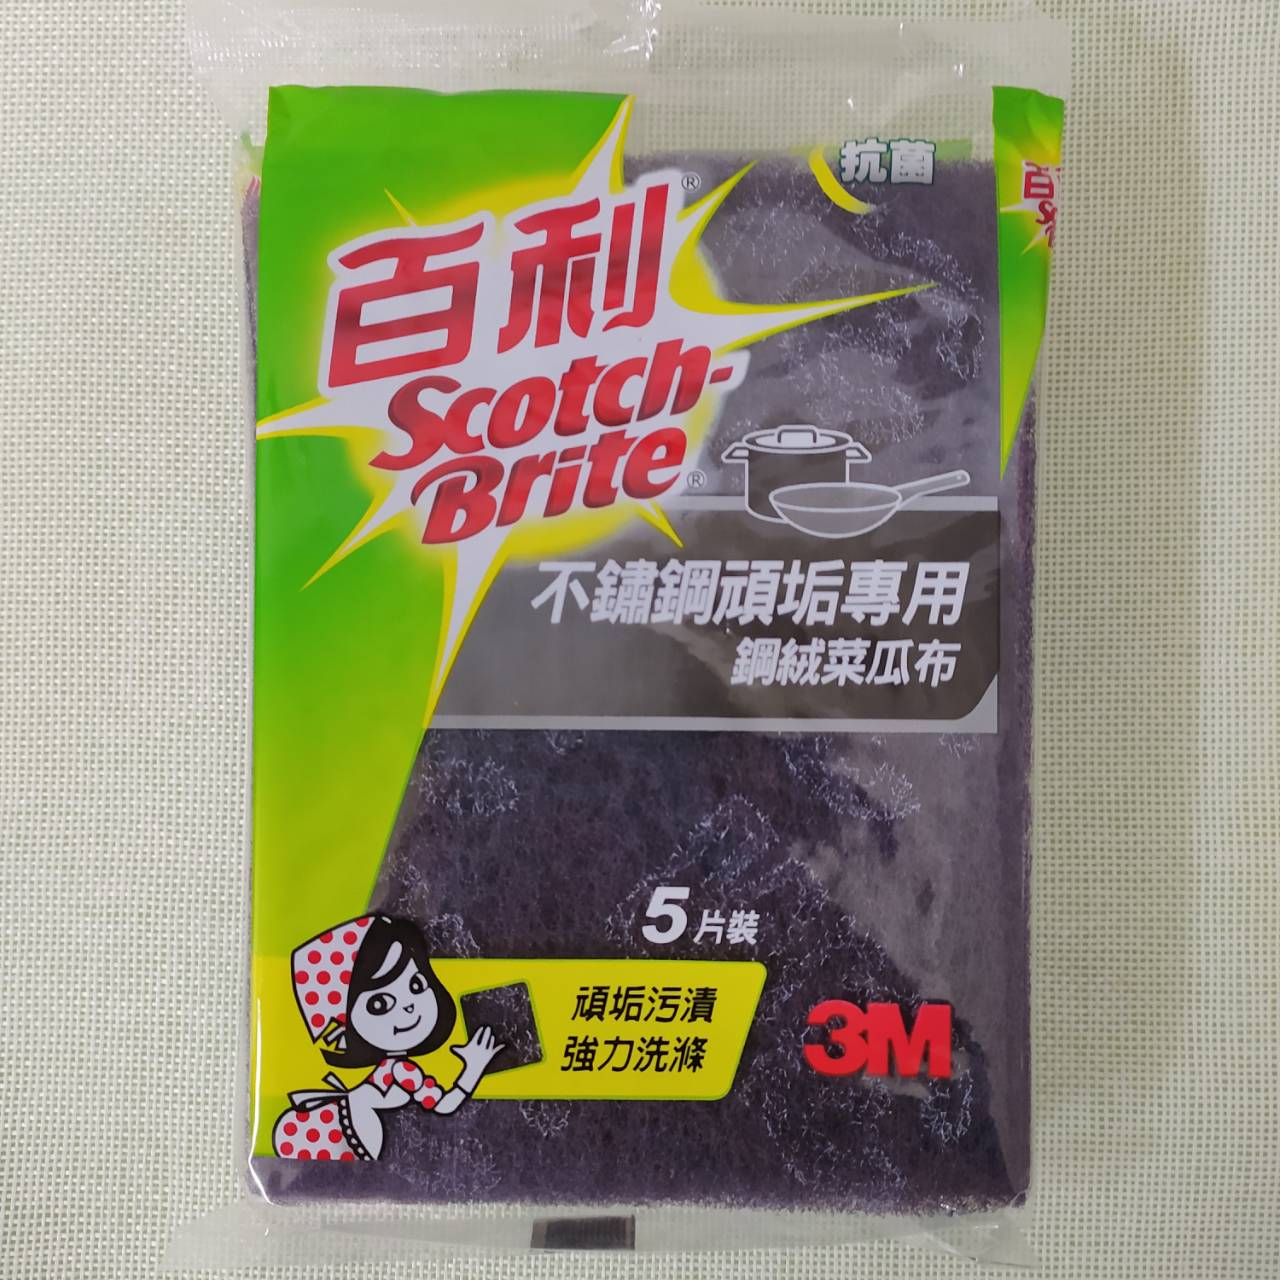 抗菌
百利®
Scotch-
Brite®
不鏽鋼頑垢專用
鋼絨菜瓜布
5片裝
頑垢污漬
強力洗滌
3M